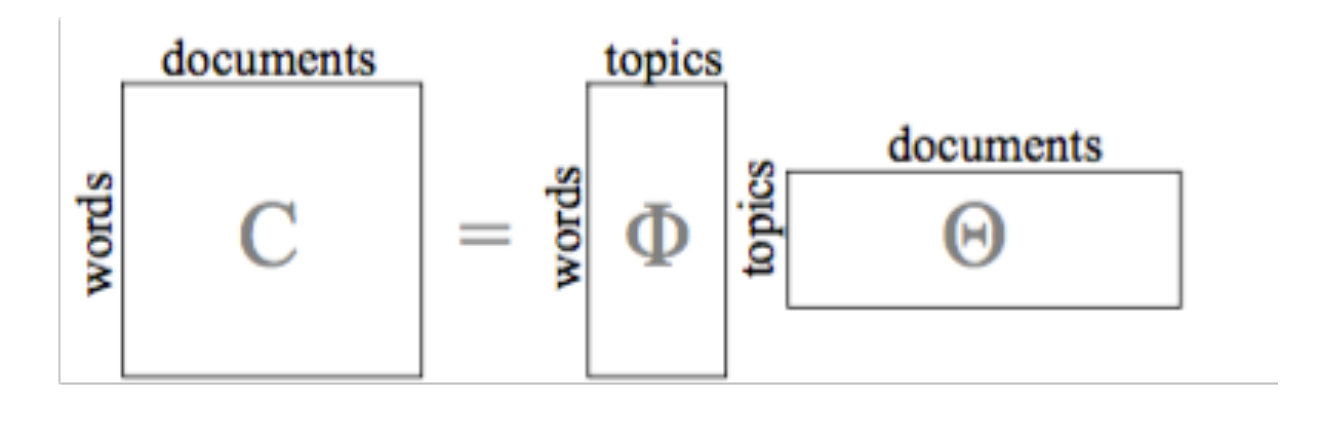 documents
words
C
=
topics
words
Φ
documents
topics
Θ